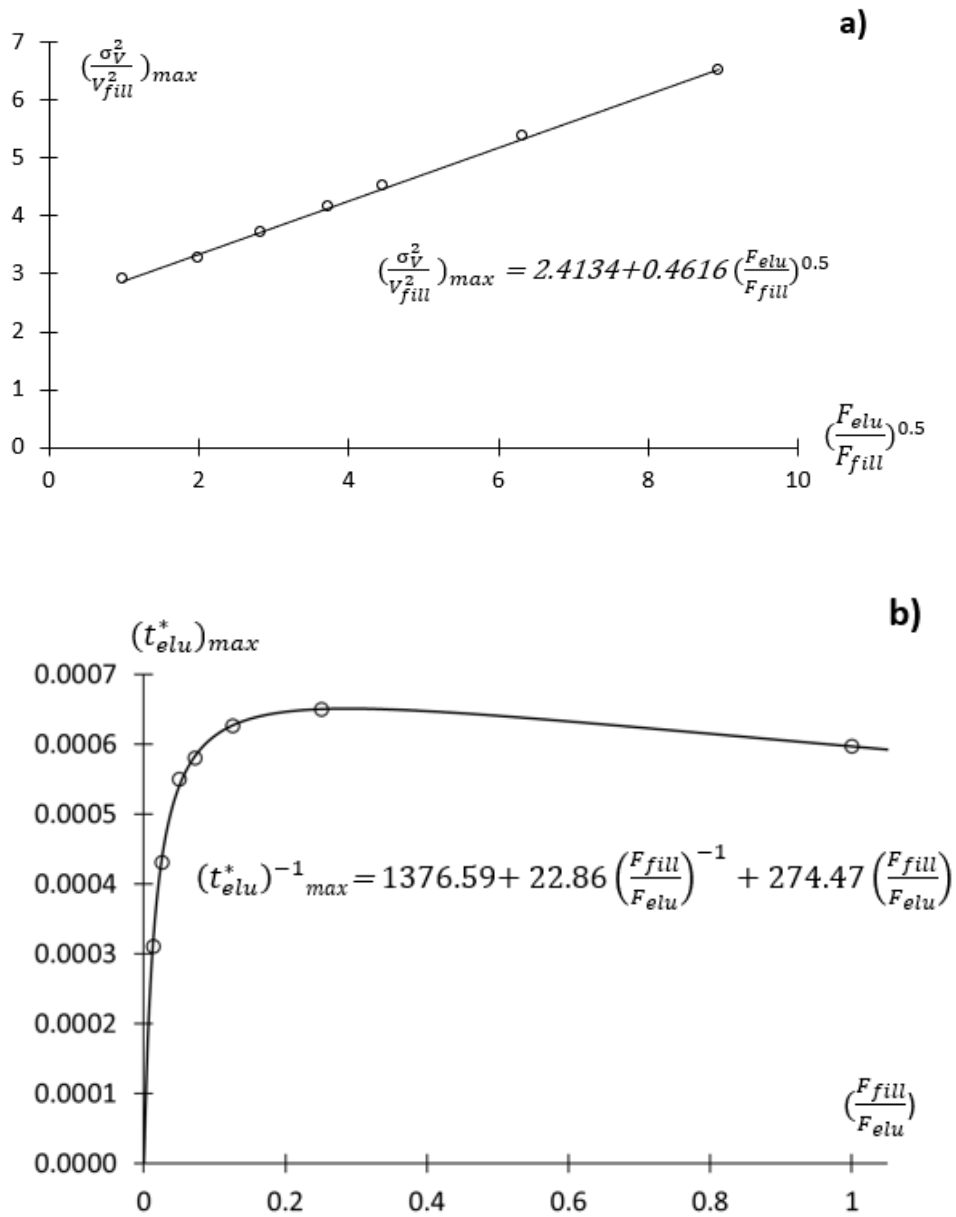 a)
(σ_V^2/V_fill^2)_max
7
6
5
4
3
2
1
0
(σ_V^2/V_fill^2)_max = 2.4134+0.4616 (F_elu/F_fill)^0.5
0 2 4 6 8 10
(F_elu/F_fill)^0.5
b)
(t*_elu)_max
0.0007
0.0006
0.0005
0.0004
0.0003
0.0002
0.0001
0.0000
(t*_elu)^-1_max = 1376.59+ 22.86 (F_fill/F_elu)^-1 + 274.47 (F_fill/F_elu)
(F_fill/F_elu)
0 0.2 0.4 0.6 0.8 1